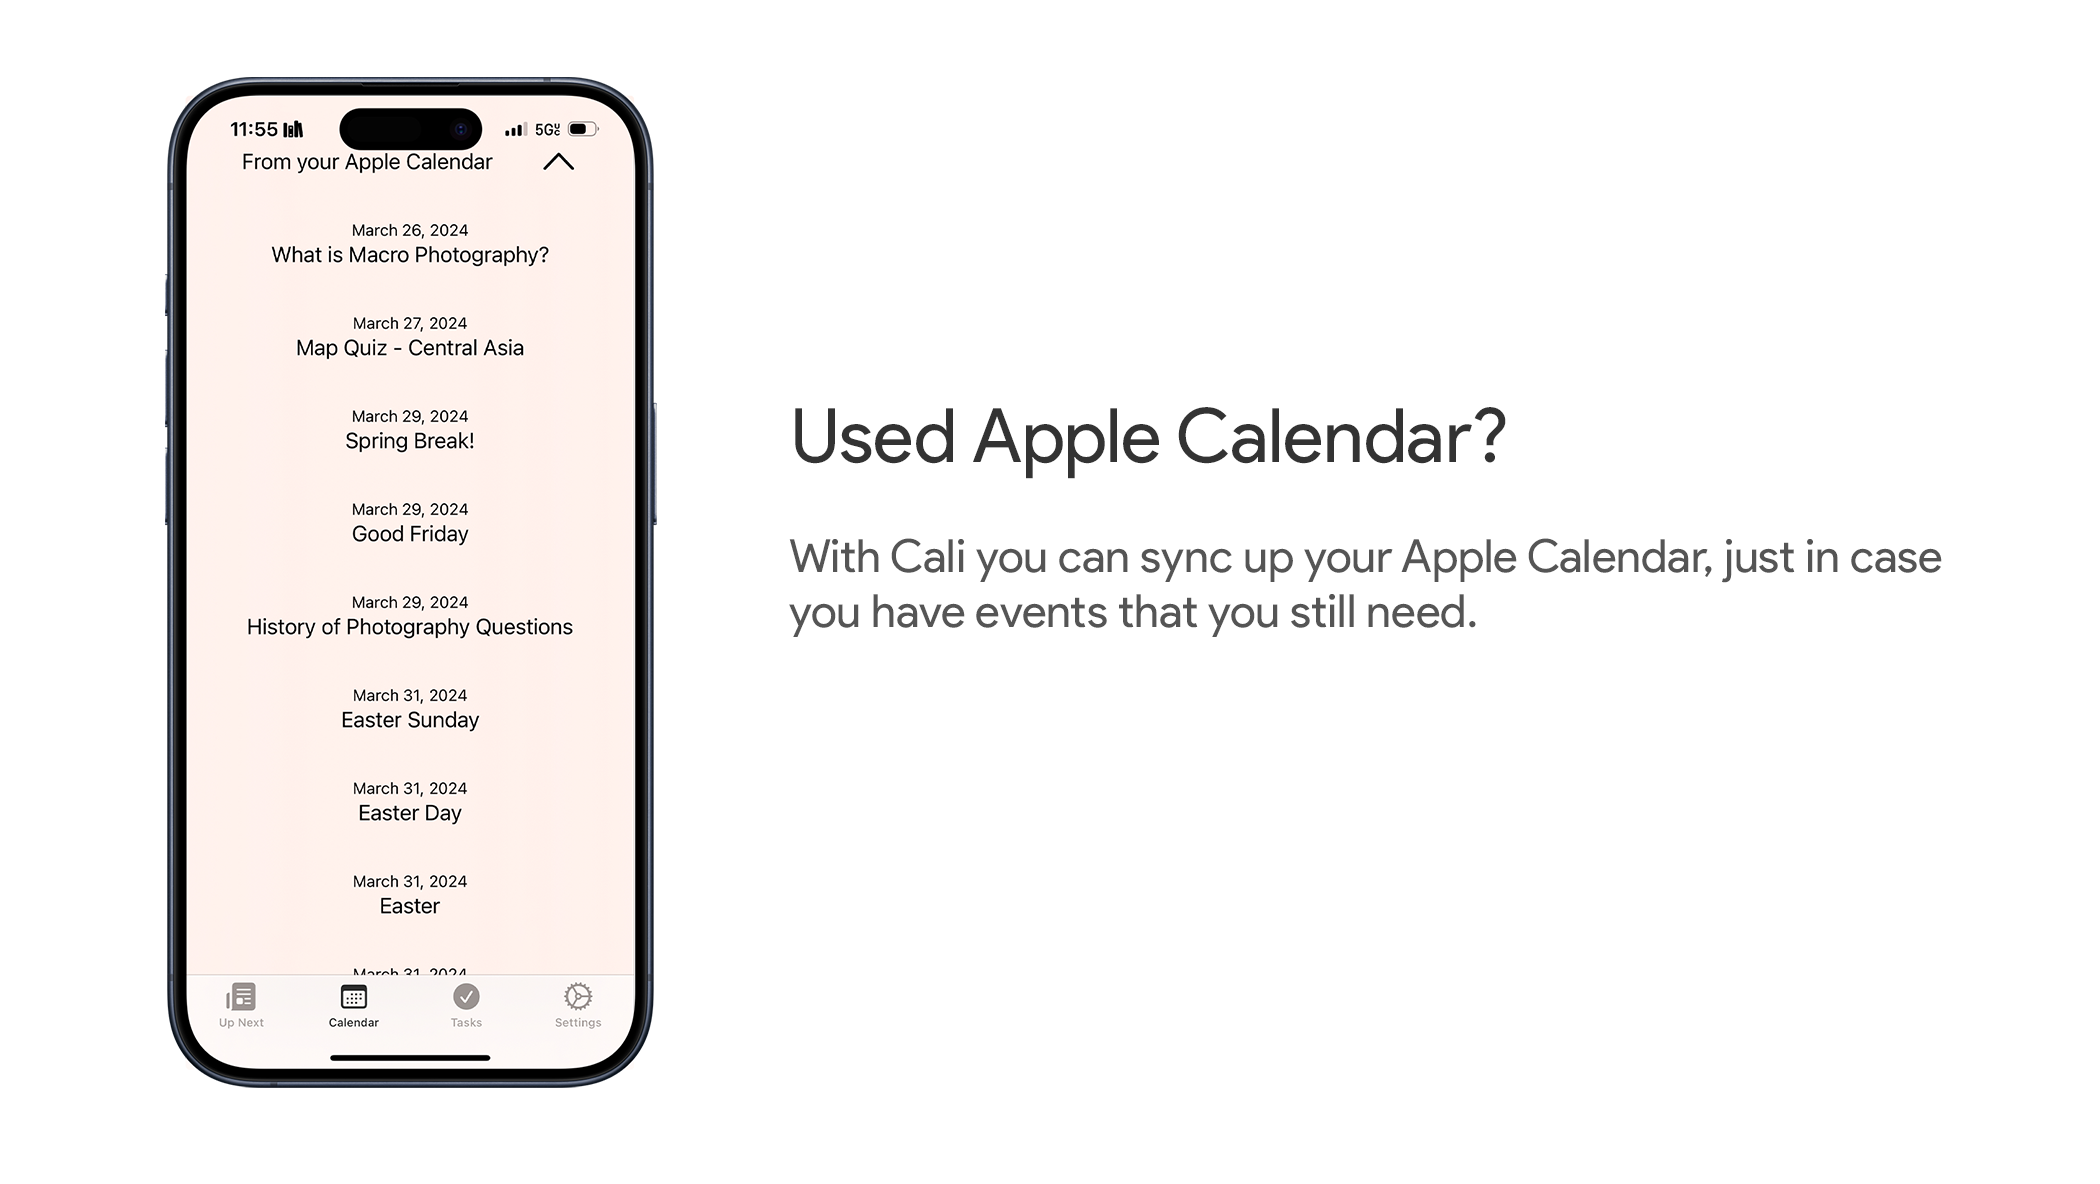 11:55
5G UC
From your Apple Calendar
March 26, 2024
What is Macro Photography?
March 27, 2024
Map Quiz - Central Asia
March 29, 2024
Spring Break!
March 29, 2024
Good Friday
March 29, 2024
History of Photography Questions
March 31, 2024
Easter Sunday
March 31, 2024
Easter Day
March 31, 2024
Easter
March 31, 2024
Up Next
Calendar
Tasks
Settings
Used Apple Calendar?
With Cali you can sync up your Apple Calendar, just in case
you have events that you still need.